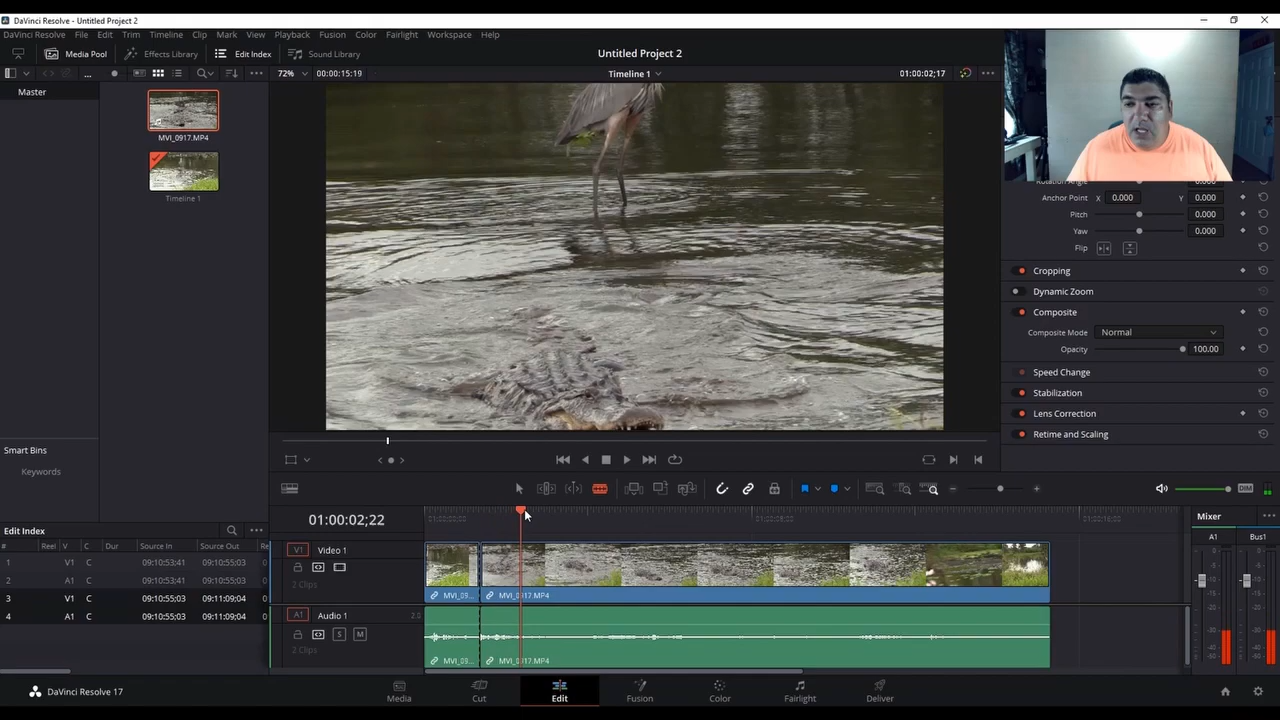 DaVinci Resolve - Untitled Project 2
DaVinci Resolve File Edit Trim Timeline Clip Mark View Playback Fusion Color Fairlight Workspace Help
Media Pool Effects Library Edit Index Sound Library Untitled Project 2
72% 00:00:15:19 Timeline 1 01:00:02;17
Master
MVI_0917.MP4
Timeline 1
Anchor Point X 0.000 Y 0.000
Pitch 0.000
Yaw 0.000
Flip
Cropping
Dynamic Zoom
Composite
Composite Mode Normal
Opacity 100.00
Speed Change
Stabilization
Lens Correction
Retime and Scaling
Smart Bins
Keywords
DIM
Edit Index
# Reel V C Dur Source In Source Out
1 V1 C 09:10:53:41 09:10:55:03
2 A1 C 09:10:53:41 09:10:55:03
3 V1 C 09:10:55:03 09:11:09:04
4 A1 C 09:10:55:03 09:11:09:04
01:00:02;22
V1 Video 1
2 Clips
MVI_09... MVI_0917.MP4
A1 Audio 1 2.0
S M
2 Clips
MVI_09... MVI_0917.MP4
Mixer
A1 Bus1
DaVinci Resolve 17
Media Cut Edit Fusion Color Fairlight Deliver